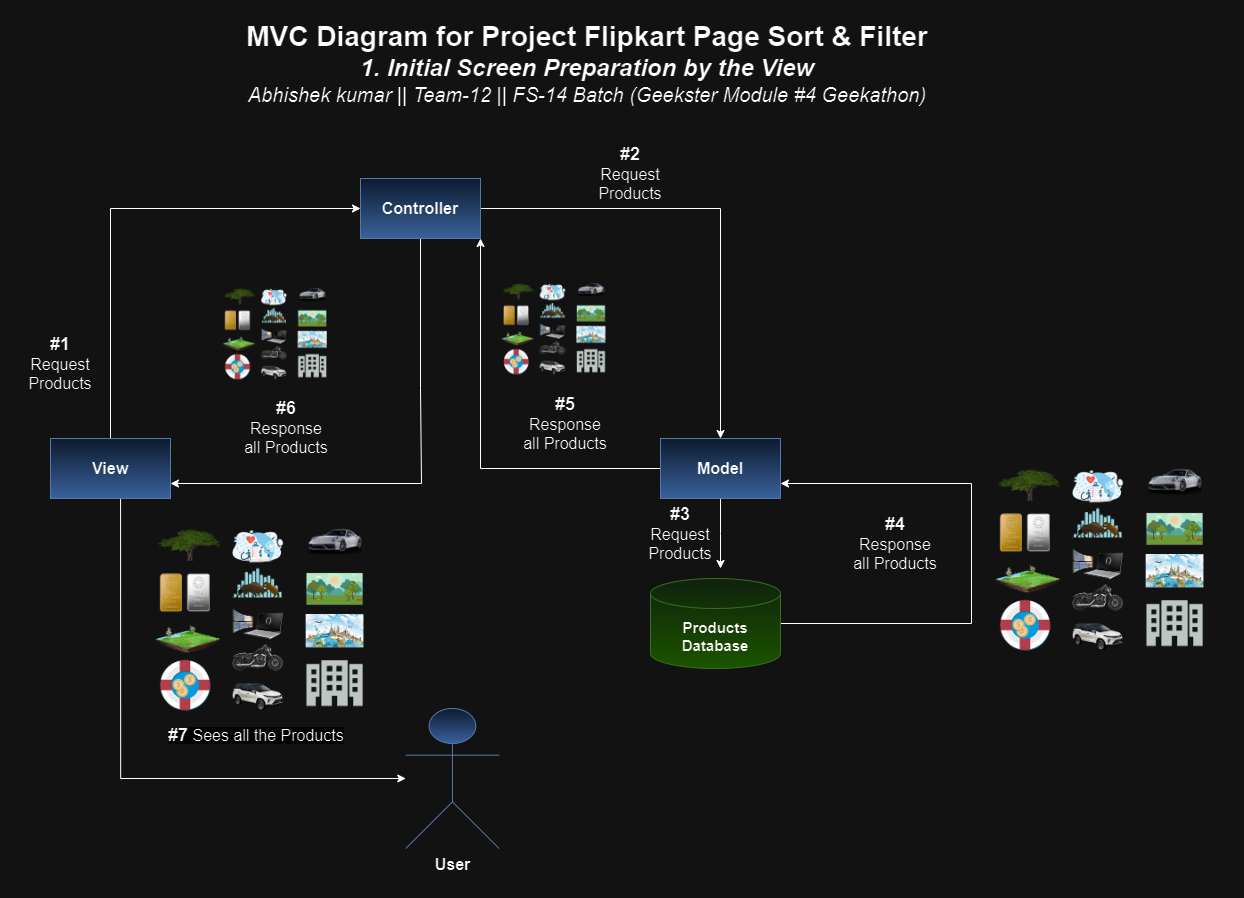 MVC Diagram for Project Flipkart Page Sort & Filter
1. Initial Screen Preparation by the View
Abhishek kumar || Team-12 || FS-14 Batch (Geekster Module #4 Geekathon)
#2
Request
Products
Controller
#1
Request
Products
#6
Response
all Products
#5
Response
all Products
View
Model
#3
Request
Products
#4
Response
all Products
Products
Database
#7 Sees all the Products
User